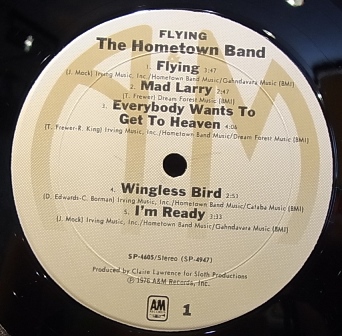 FLYING
The Hometown Band
1. Flying 3:47
(J. Mock) Irving Music, Inc./Hometown Band Music/Gahndavara Music (BMI)
2. Mad Larry 2:47
(T. Frewer) Dream Forest Music (BMI)
3. Everybody Wants To
Get To Heaven 4:06
(T. Frewer-R. King) Irving Music, Inc/Hometown Band Music/Dream Forest Music (BMI)
4. Wingless Bird 2:53
(D. Edwards-C. Borman) Irving Music, Inc./Hometown Band Music/Calaba Music (BMI)
5. I'm Ready 3:33
(J. Mock) Irving Music, Inc./Hometown Band Music/Gahndavara Music (BMI)
SP-4605/Stereo (SP-4947)
Produced by Claire Lawrence for Sloth Productions
℗ 1976 A&M Records, Inc.
A&M
RECORDS
1